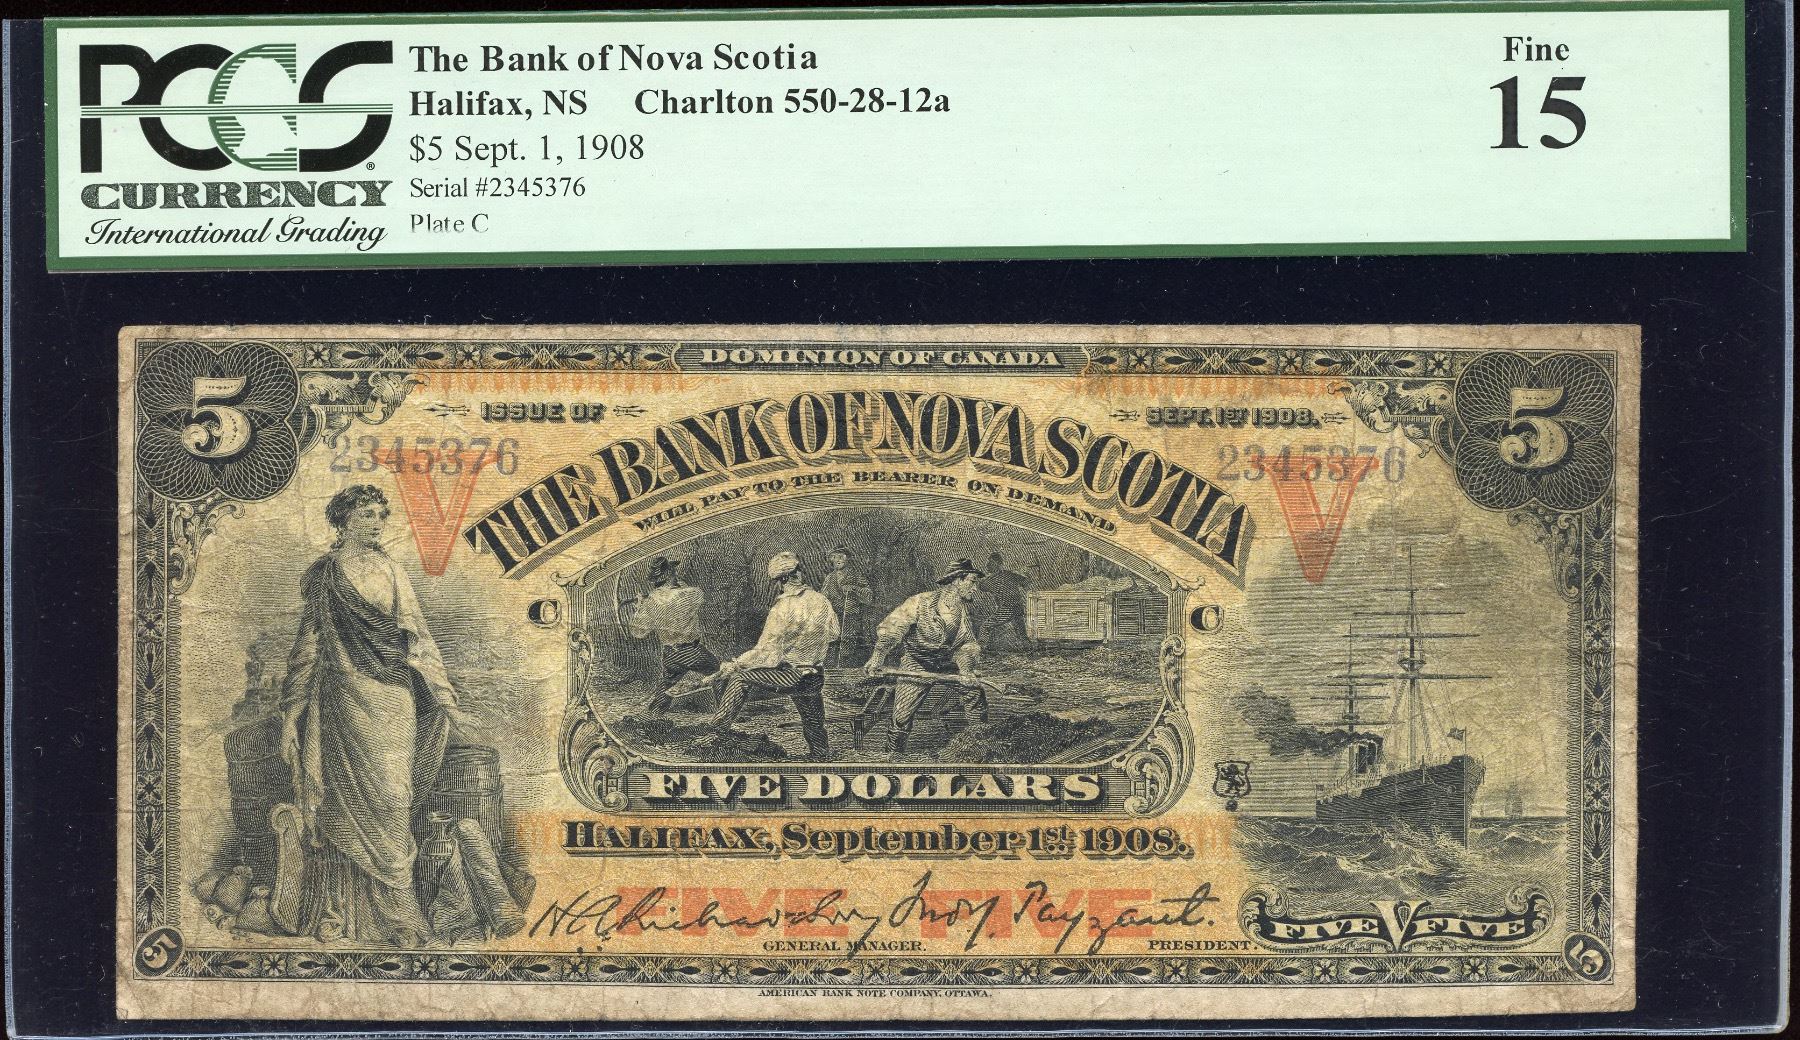 PCGS®
CURRENCY
International Grading
The Bank of Nova Scotia
Halifax, NS Charlton 550-28-12a
$5 Sept. 1, 1908
Serial #2345376
Plate C
Fine
15
DOMINION OF CANADA
5 5
ISSUE OF SEPT. 1ST 1908.
2345376 2345376
V V
THE BANK OF NOVA SCOTIA
WILL PAY TO THE BEARER ON DEMAND
C C
FIVE DOLLARS
HALIFAX, September 1st 1908.
FIVE FIVE
H A Richardson Jno Y. Payzant.
GENERAL MANAGER. PRESIDENT.
FIVE V FIVE
5 5
AMERICAN BANK NOTE COMPANY, OTTAWA.